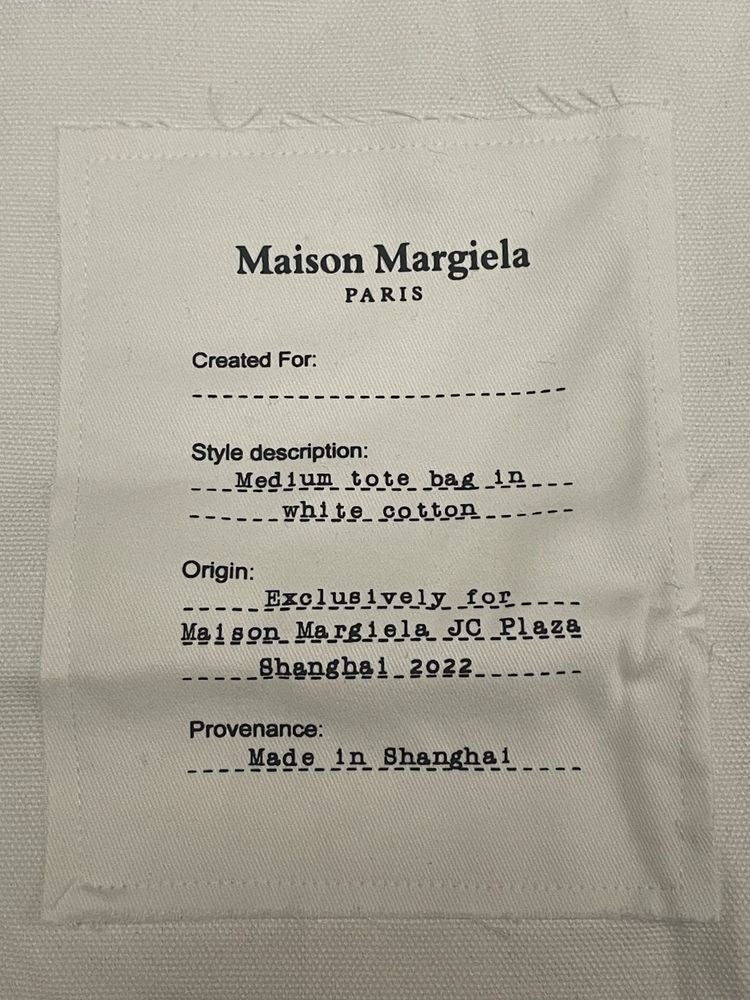 Maison Margiela
PARIS
Created For:
Style description:
Medium tote bag in
white cotton
Origin:
Exclusively for
Maison Margiela JC Plaza
Shanghai 2022
Provenance:
Made in Shanghai